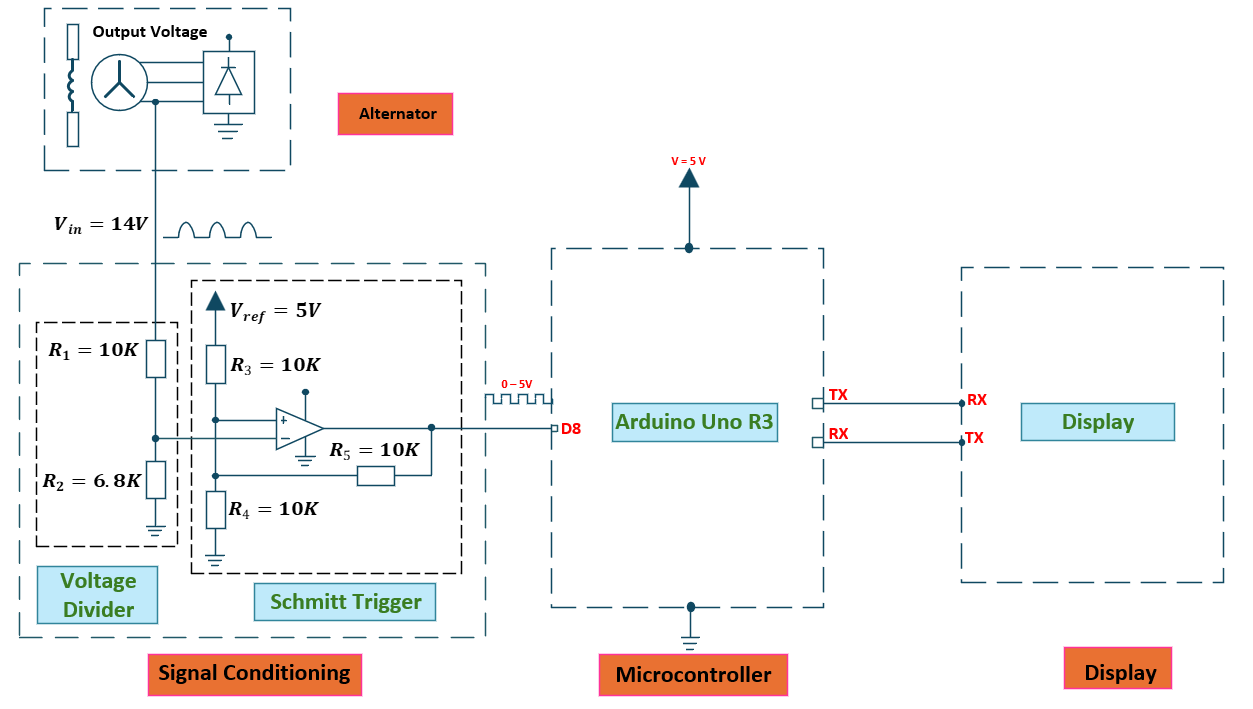 Output Voltage
Alternator
V = 5 V
V_in = 14V
V_ref = 5V
R_1 = 10K
R_3 = 10K
0 – 5V
TX
RX
Arduino Uno R3
Display
D8
RX
TX
R_5 = 10K
R_2 = 6.8K
R_4 = 10K
+
−
Voltage
Divider
Schmitt Trigger
Signal Conditioning
Microcontroller
Display